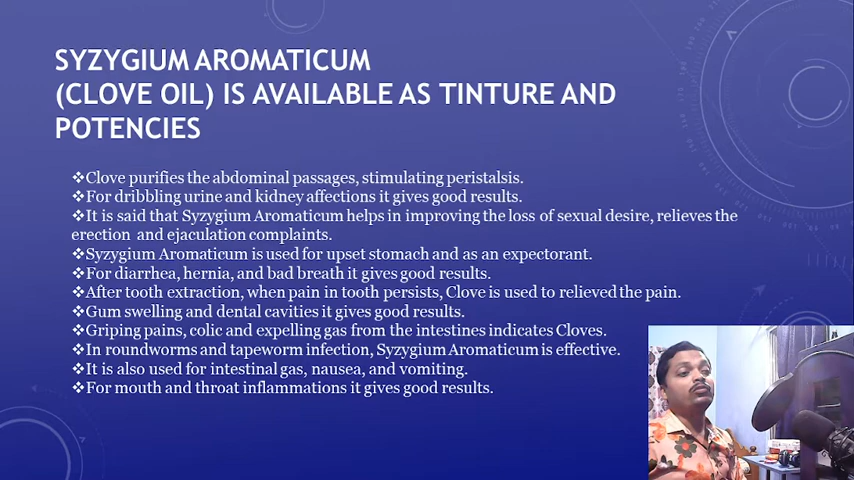 SYZYGIUM AROMATICUM
(CLOVE OIL) IS AVAILABLE AS TINTURE AND
POTENCIES
❖Clove purifies the abdominal passages, stimulating peristalsis.
❖For dribbling urine and kidney affections it gives good results.
❖It is said that Syzygium Aromaticum helps in improving the loss of sexual desire, relieves the
erection and ejaculation complaints.
❖Syzygium Aromaticum is used for upset stomach and as an expectorant.
❖For diarrhea, hernia, and bad breath it gives good results.
❖After tooth extraction, when pain in tooth persists, Clove is used to relieved the pain.
❖Gum swelling and dental cavities it gives good results.
❖Griping pains, colic and expelling gas from the intestines indicates Cloves.
❖In roundworms and tapeworm infection, Syzygium Aromaticum is effective.
❖It is also used for intestinal gas, nausea, and vomiting.
❖For mouth and throat inflammations it gives good results.